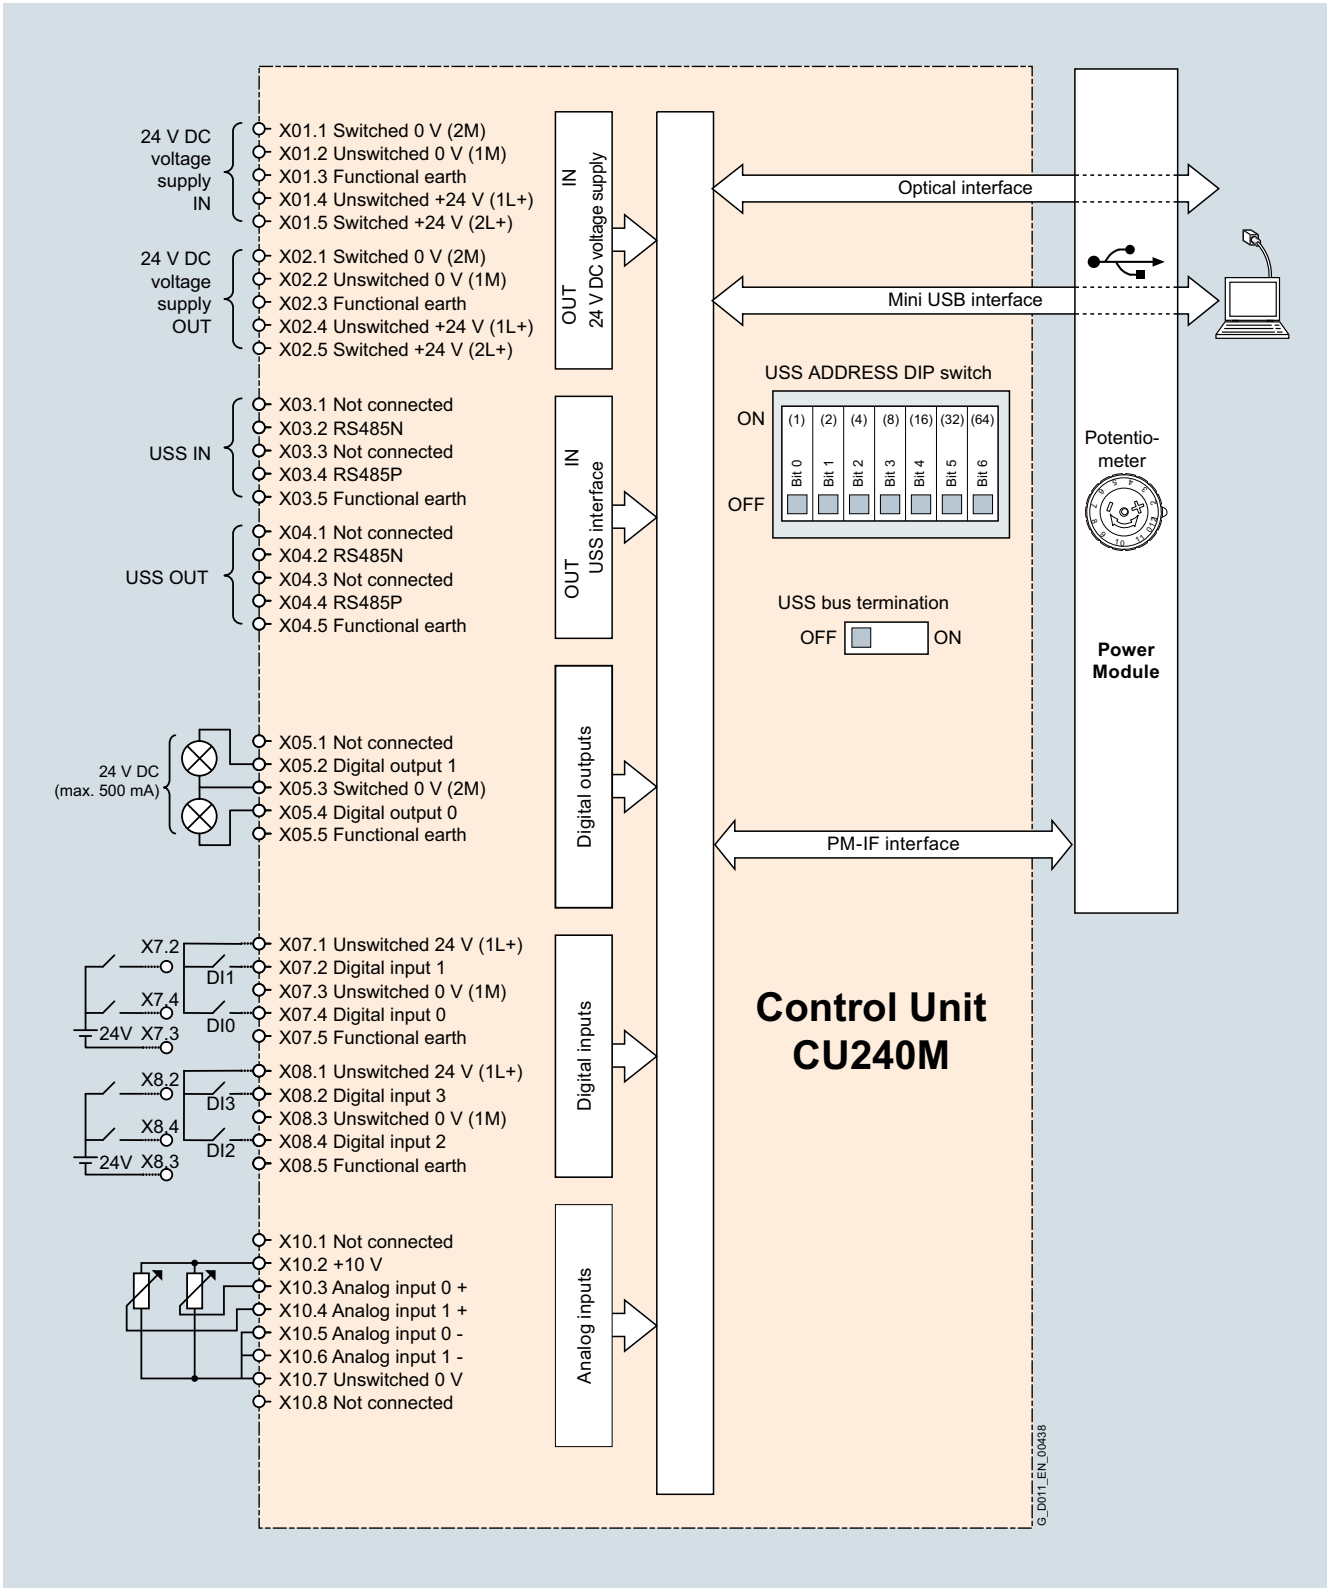 24 V DC
voltage
supply
IN
X01.1 Switched 0 V (2M)
X01.2 Unswitched 0 V (1M)
X01.3 Functional earth
X01.4 Unswitched +24 V (1L+)
X01.5 Switched +24 V (2L+)
24 V DC
voltage
supply
OUT
X02.1 Switched 0 V (2M)
X02.2 Unswitched 0 V (1M)
X02.3 Functional earth
X02.4 Unswitched +24 V (1L+)
X02.5 Switched +24 V (2L+)
OUT IN
24 V DC voltage supply
USS IN
X03.1 Not connected
X03.2 RS485N
X03.3 Not connected
X03.4 RS485P
X03.5 Functional earth
USS OUT
X04.1 Not connected
X04.2 RS485N
X04.3 Not connected
X04.4 RS485P
X04.5 Functional earth
OUT IN
USS interface
24 V DC
(max. 500 mA)
X05.1 Not connected
X05.2 Digital output 1
X05.3 Switched 0 V (2M)
X05.4 Digital output 0
X05.5 Functional earth
Digital outputs
X7.2
DI1
X7.4
DI0
24V X7.3
X07.1 Unswitched 24 V (1L+)
X07.2 Digital input 1
X07.3 Unswitched 0 V (1M)
X07.4 Digital input 0
X07.5 Functional earth
X8.2
DI3
X8.4
DI2
24V X8.3
X08.1 Unswitched 24 V (1L+)
X08.2 Digital input 3
X08.3 Unswitched 0 V (1M)
X08.4 Digital input 2
X08.5 Functional earth
Digital inputs
X10.1 Not connected
X10.2 +10 V
X10.3 Analog input 0 +
X10.4 Analog input 1 +
X10.5 Analog input 0 -
X10.6 Analog input 1 -
X10.7 Unswitched 0 V
X10.8 Not connected
Analog inputs
Optical interface
Mini USB interface
USS ADDRESS DIP switch
ON
(1) (2) (4) (8) (16) (32) (64)
Bit 0 Bit 1 Bit 2 Bit 3 Bit 4 Bit 5 Bit 6
OFF
USS bus termination
OFF ON
PM-IF interface
Control Unit
CU240M
Potentio-
meter
Power
Module
G_D011_EN_00438